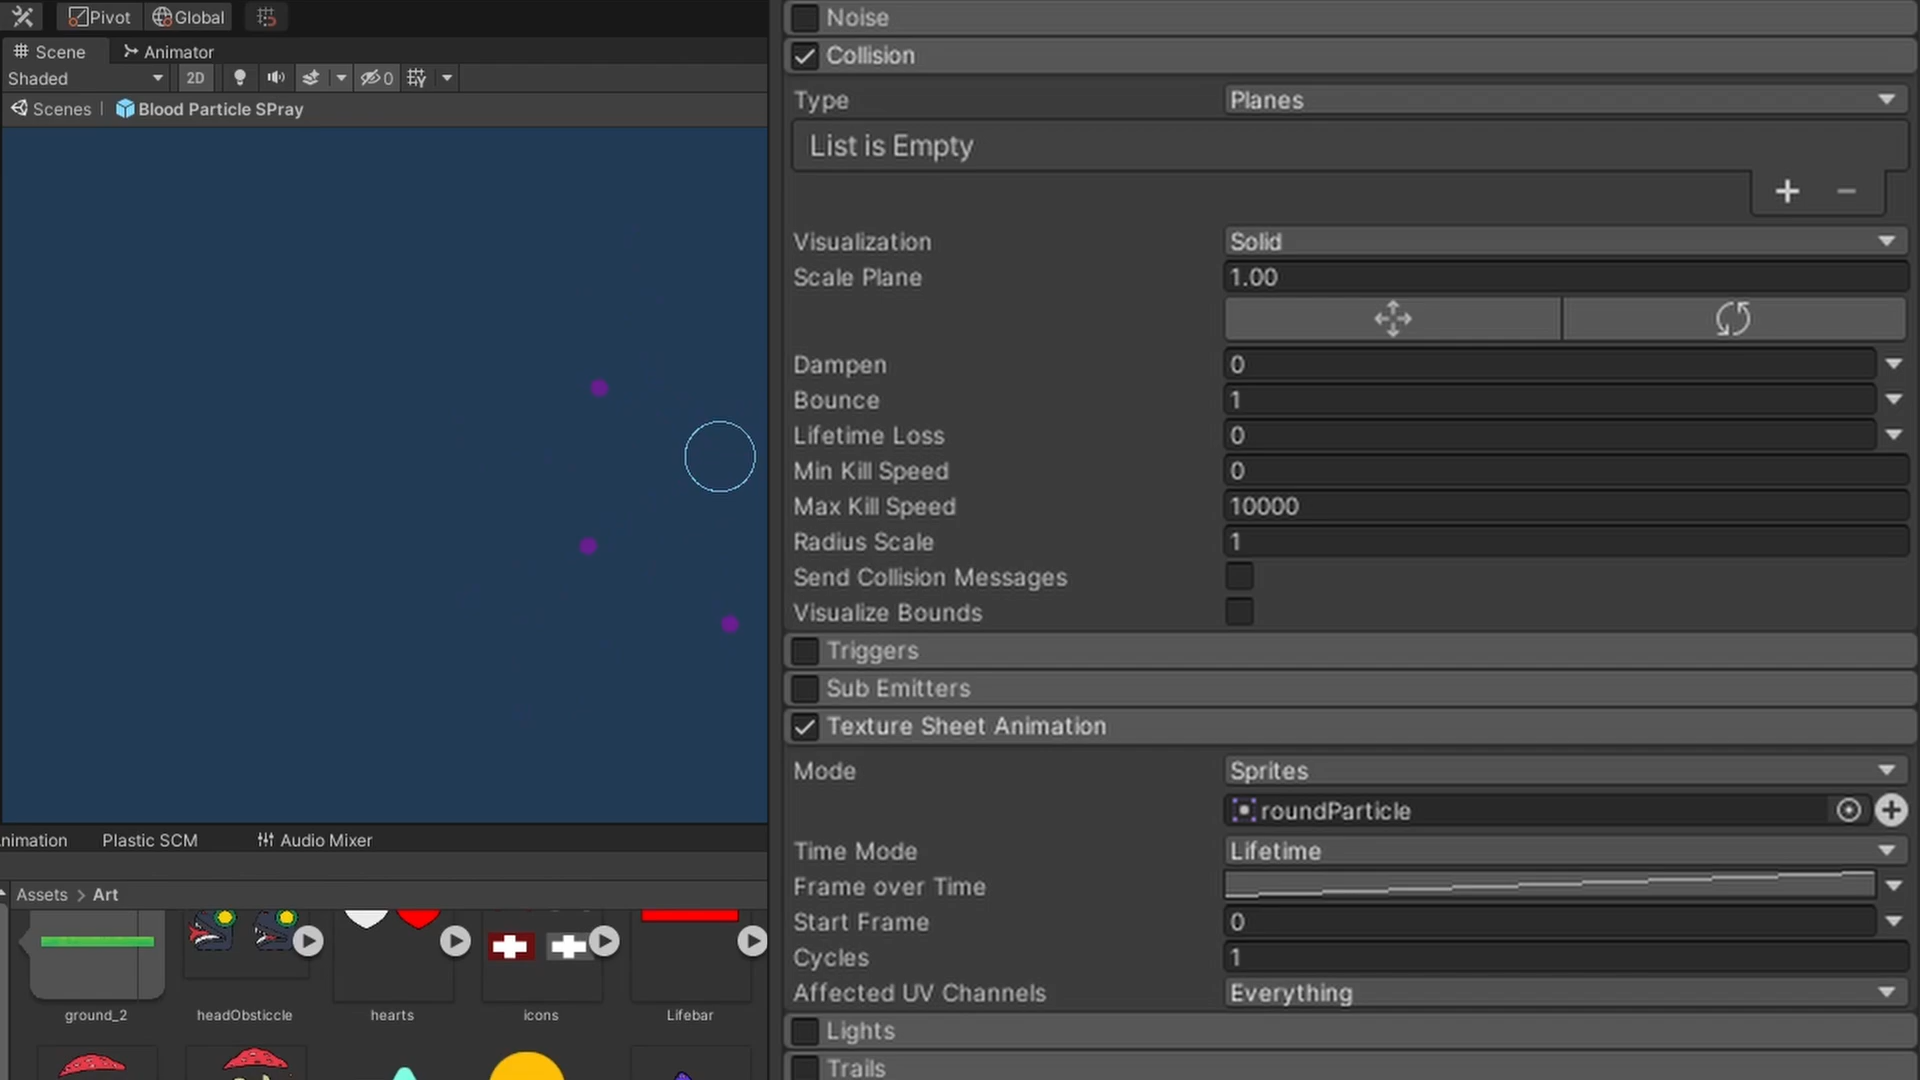 Pivot Global
Scene Animator
Shaded 2D 0
Scenes Blood Particle SPray
nimation Plastic SCM Audio Mixer
Assets > Art
ground_2 headObsticcle hearts icons Lifebar
Noise
Collision
Type Planes
List is Empty
Visualization Solid
Scale Plane 1.00
Dampen 0
Bounce 1
Lifetime Loss 0
Min Kill Speed 0
Max Kill Speed 10000
Radius Scale 1
Send Collision Messages
Visualize Bounds
Triggers
Sub Emitters
Texture Sheet Animation
Mode Sprites
roundParticle
Time Mode Lifetime
Frame over Time
Start Frame 0
Cycles 1
Affected UV Channels Everything
Lights
Trails